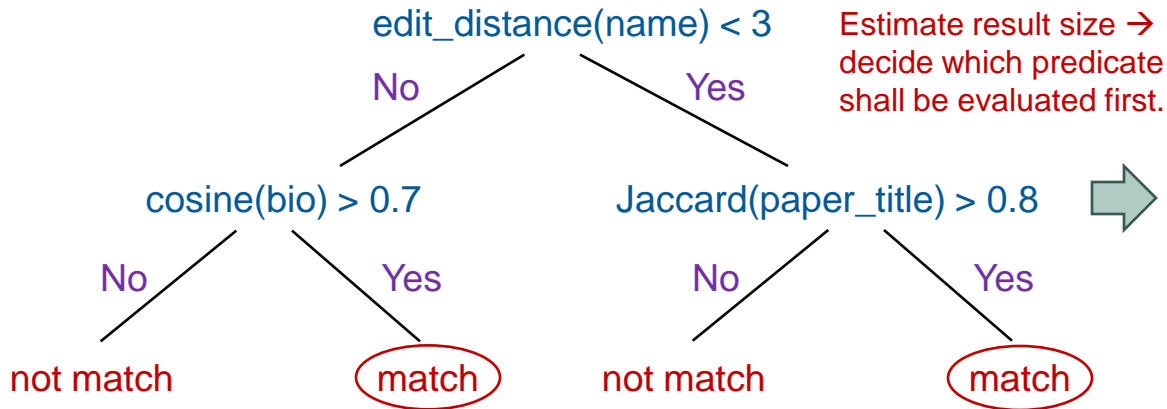 edit_distance(name) < 3
Estimate result size →
decide which predicate
shall be evaluated first.
No
Yes
cosine(bio) > 0.7
Jaccard(paper_title) > 0.8
No
Yes
No
Yes
not match
match
not match
match